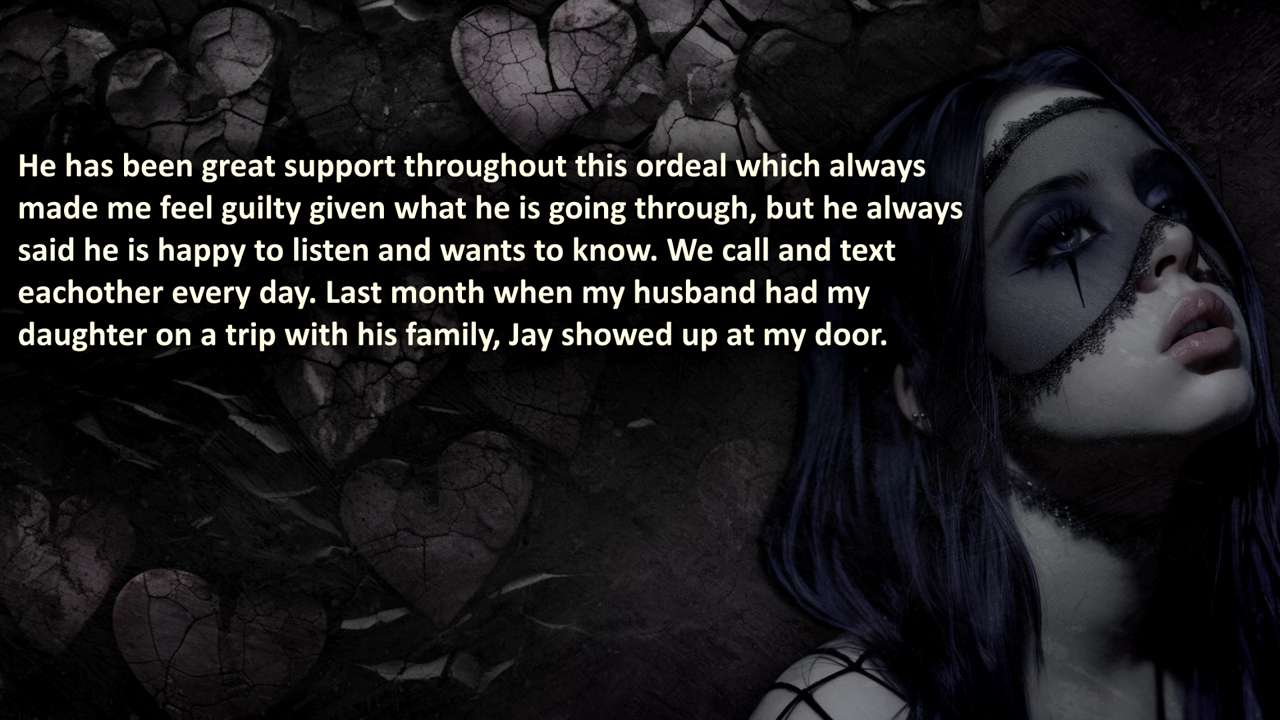 He has been great support throughout this ordeal which always
made me feel guilty given what he is going through, but he always
said he is happy to listen and wants to know. We call and text
eachother every day. Last month when my husband had my
daughter on a trip with his family, Jay showed up at my door.